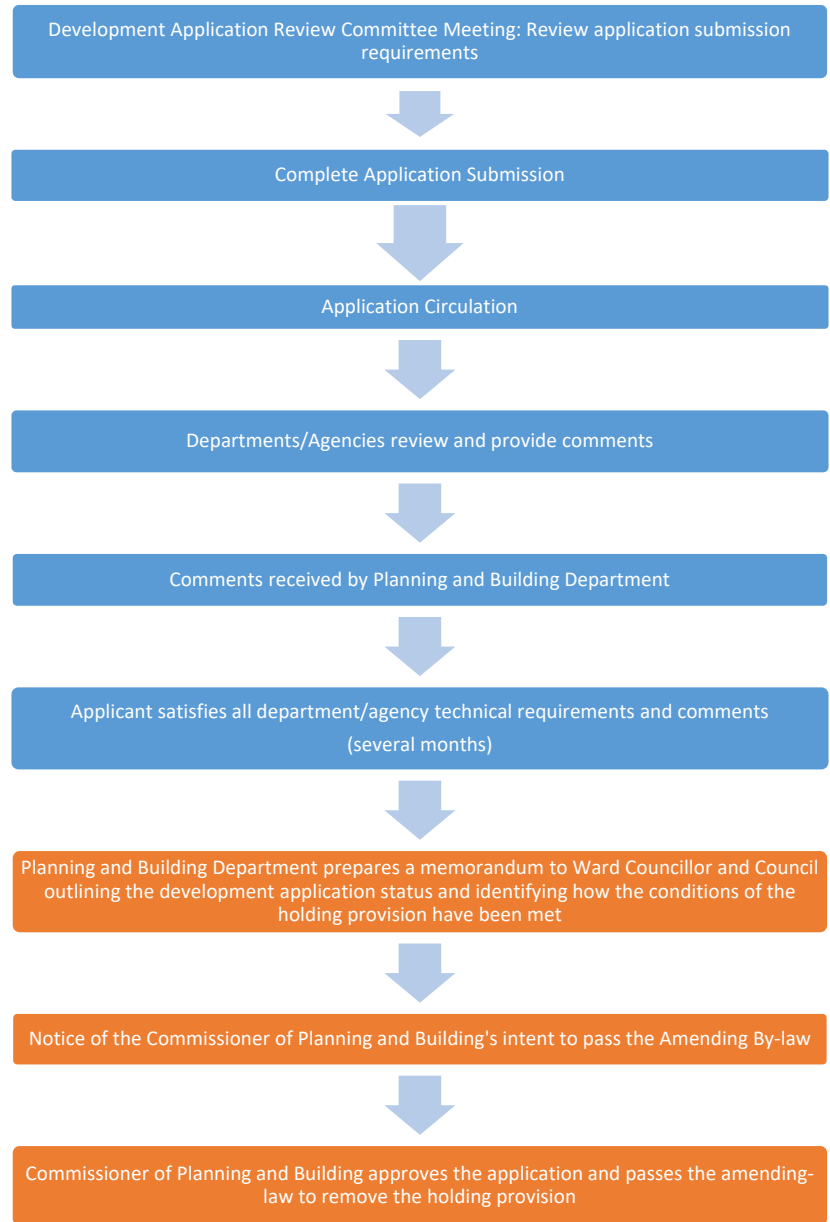 Development Application Review Committee Meeting: Review application submission
requirements
Complete Application Submission
Application Circulation
Departments/Agencies review and provide comments
Comments received by Planning and Building Department
Applicant satisfies all department/agency technical requirements and comments
(several months)
Planning and Building Department prepares a memorandum to Ward Councillor and Council
outlining the development application status and identifying how the conditions of the
holding provision have been met
Notice of the Commissioner of Planning and Building's intent to pass the Amending By-law
Commissioner of Planning and Building approves the application and passes the amending-
law to remove the holding provision